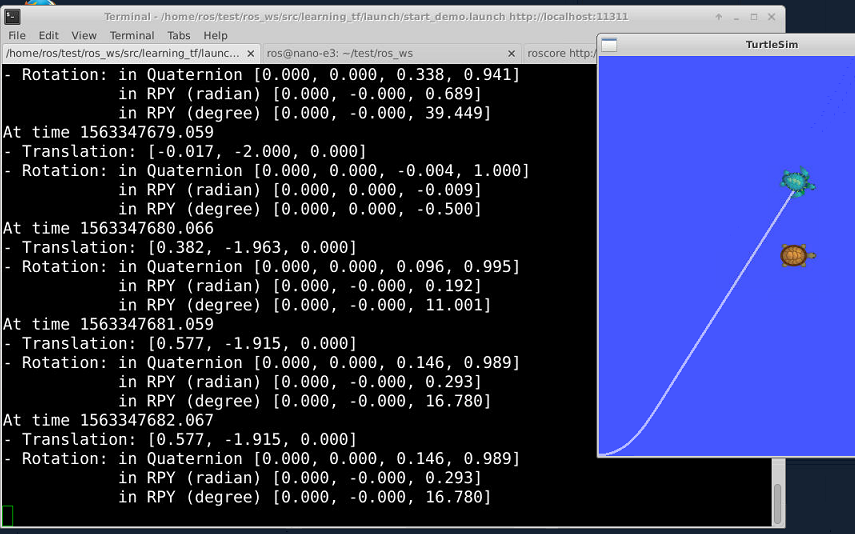 Terminal - /home/ros/test/ros_ws/src/learning_tf/launch/start_demo.launch http://localhost:11311
File Edit View Terminal Tabs Help
/home/ros/test/ros_ws/src/learning_tf/launc... × ros@nano-e3: ~/test/ros_ws × roscore http:/
- Rotation: in Quaternion [0.000, 0.000, 0.338, 0.941]
in RPY (radian) [0.000, -0.000, 0.689]
in RPY (degree) [0.000, -0.000, 39.449]
At time 1563347679.059
- Translation: [-0.017, -2.000, 0.000]
- Rotation: in Quaternion [0.000, 0.000, -0.004, 1.000]
in RPY (radian) [0.000, 0.000, -0.009]
in RPY (degree) [0.000, 0.000, -0.500]
At time 1563347680.066
- Translation: [0.382, -1.963, 0.000]
- Rotation: in Quaternion [0.000, 0.000, 0.096, 0.995]
in RPY (radian) [0.000, -0.000, 0.192]
in RPY (degree) [0.000, -0.000, 11.001]
At time 1563347681.059
- Translation: [0.577, -1.915, 0.000]
- Rotation: in Quaternion [0.000, 0.000, 0.146, 0.989]
in RPY (radian) [0.000, -0.000, 0.293]
in RPY (degree) [0.000, -0.000, 16.780]
At time 1563347682.067
- Translation: [0.577, -1.915, 0.000]
- Rotation: in Quaternion [0.000, 0.000, 0.146, 0.989]
in RPY (radian) [0.000, -0.000, 0.293]
in RPY (degree) [0.000, -0.000, 16.780]
TurtleSim